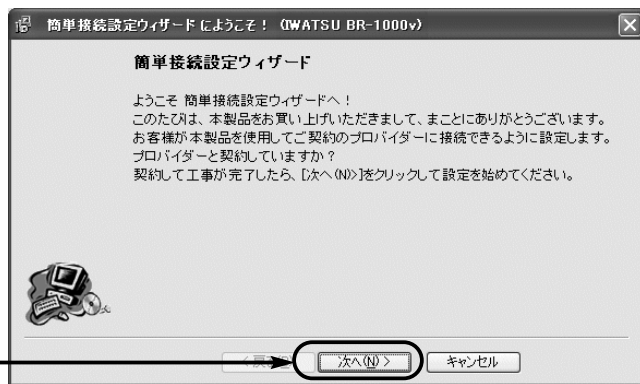 簡単接続設定ウィザード にようこそ！ (IWATSU BR-1000v)
簡単接続設定ウィザード
ようこそ 簡単接続設定ウィザードへ！
このたびは、本製品をお買い上げいただきまして、まことにありがとうございます。
お客様が本製品を使用してご契約のプロバイダーに接続できるように設定します。
プロバイダーと契約していますか？
契約して工事が完了したら、[次へ(N)>]をクリックして設定を始めてください。
< 戻る(B) 次へ(N) > キャンセル